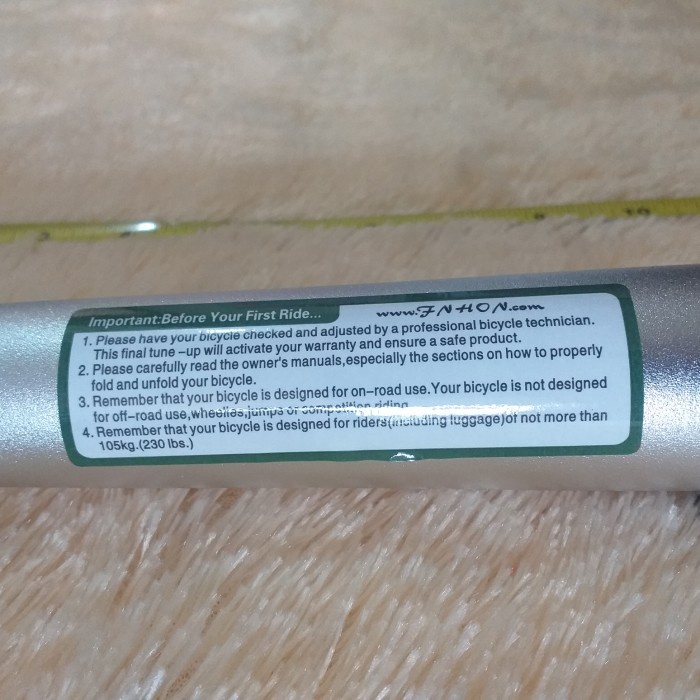 Important:Before Your First Ride...
www.FNHON.com
1. Please have your bicycle checked and adjusted by a professional bicycle technician.
This final tune –up will activate your warranty and ensure a safe product.
2. Please carefully read the owner's manuals,especially the sections on how to properly
fold and unfold your bicycle.
3. Remember that your bicycle is designed for on–road use.Your bicycle is not designed
for off–road use,wheelies,jumps or competition riding
4. Remember that your bicycle is designed for riders(including luggage)of not more than
105kg.(230 lbs.)